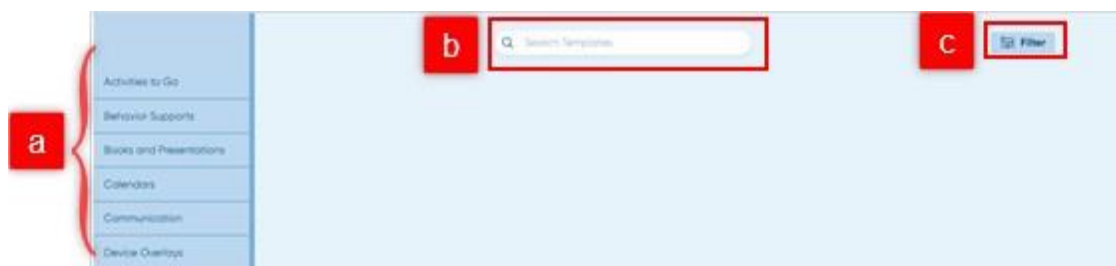 b
Search Templates
c
Filter
Activities to Go
Behavior Supports
a
Books and Presentations
Calendars
Communication
Device Overlays